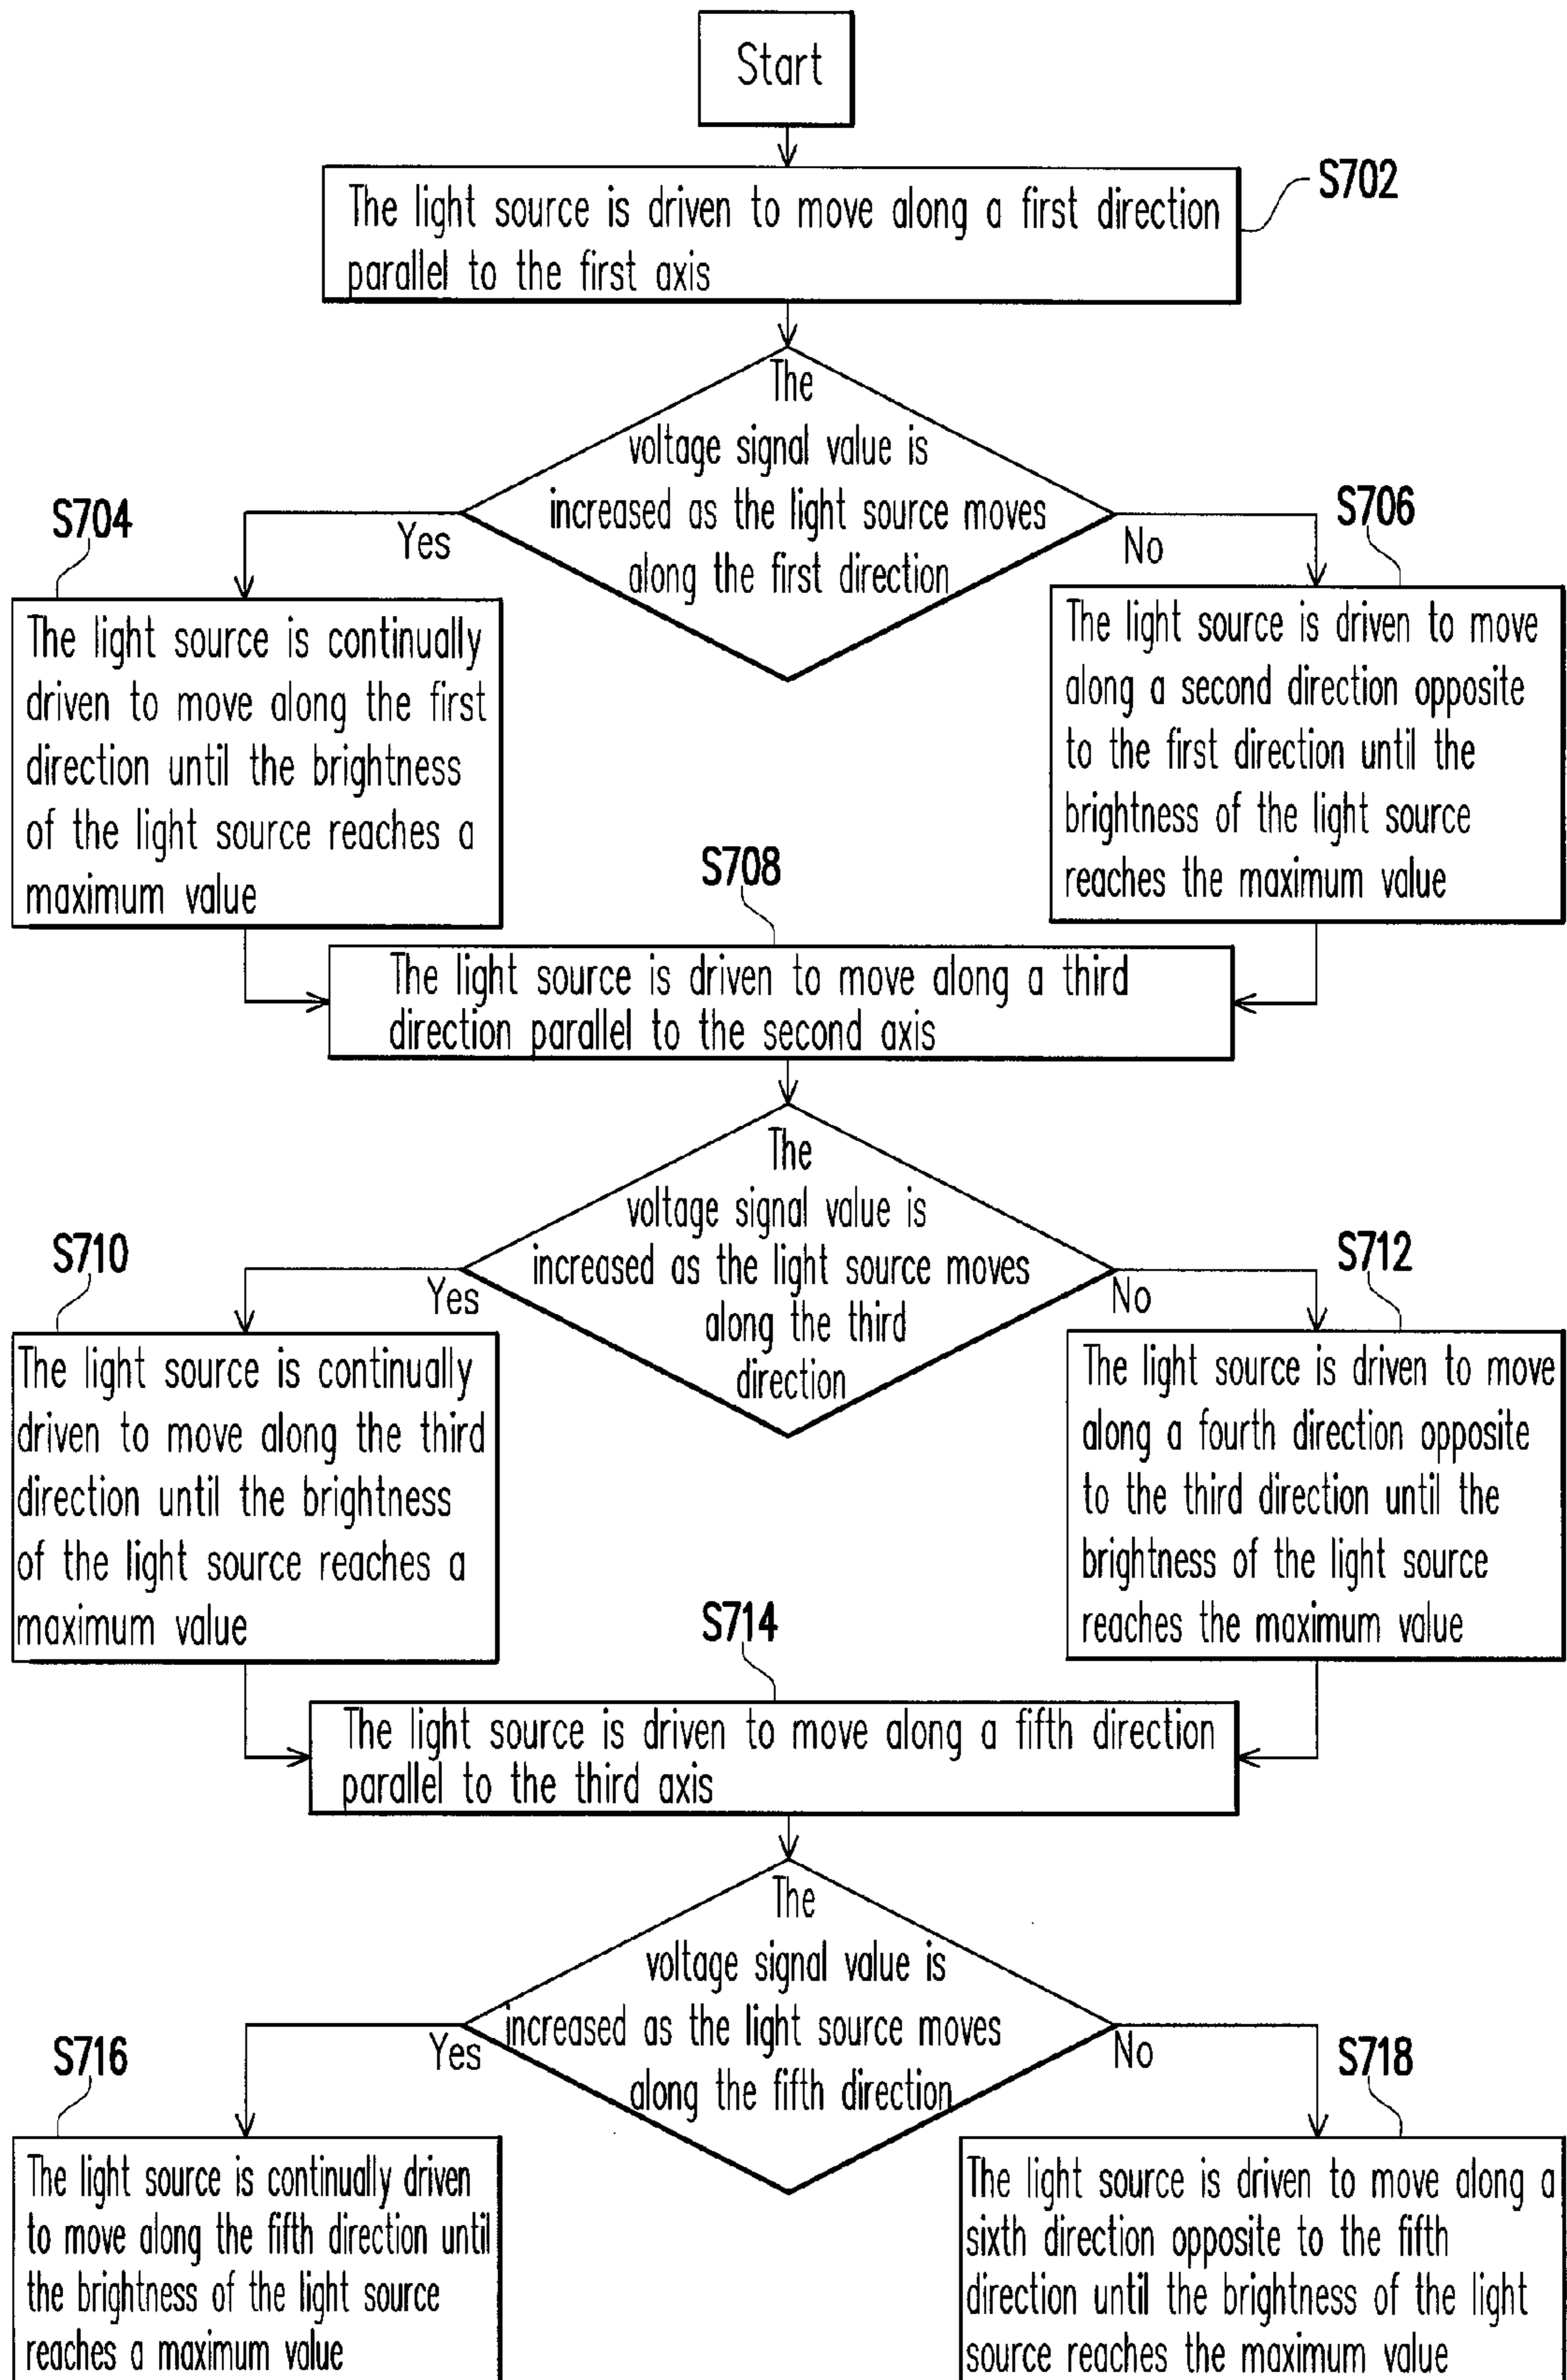 Start
S702
The light source is driven to move along a first direction
parallel to the first axis
The
voltage signal value is
increased as the light source moves
along the first direction
Yes
No
S704
The light source is continually
driven to move along the first
direction until the brightness
of the light source reaches a
maximum value
S706
The light source is driven to move
along a second direction opposite
to the first direction until the
brightness of the light source
reaches the maximum value
S708
The light source is driven to move along a third
direction parallel to the second axis
The
voltage signal value is
increased as the light source moves
along the third
direction
Yes
No
S710
The light source is continually
driven to move along the third
direction until the brightness
of the light source reaches a
maximum value
S712
The light source is driven to move
along a fourth direction opposite
to the third direction until the
brightness of the light source
reaches the maximum value
S714
The light source is driven to move along a fifth direction
parallel to the third axis
The
voltage signal value is
increased as the light source moves
along the fifth direction
Yes
No
S716
The light source is continually driven
to move along the fifth direction until
the brightness of the light source
reaches a maximum value
S718
The light source is driven to move along a
sixth direction opposite to the fifth
direction until the brightness of the light
source reaches the maximum value